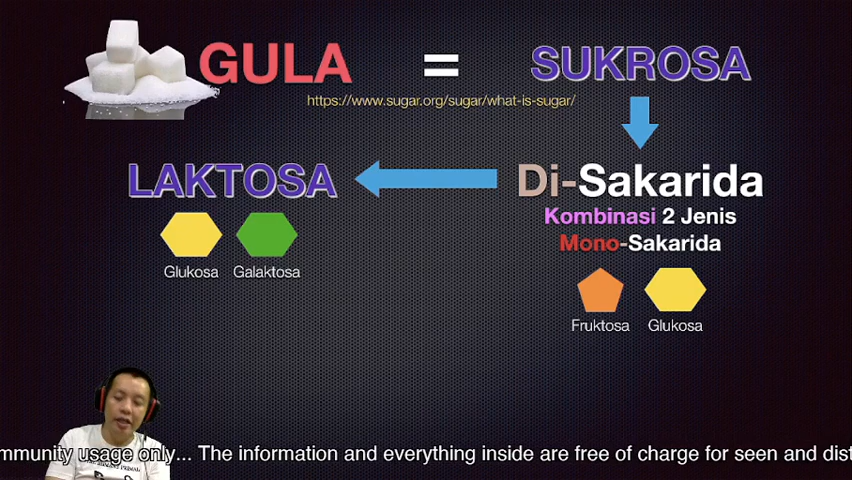 GULA = SUKROSA
https://www.sugar.org/sugar/what-is-sugar/
LAKTOSA
Di-Sakarida
Kombinasi 2 Jenis
Mono-Sakarida
Glukosa Galaktosa
Fruktosa Glukosa
mmunity usage only... The information and everything inside are free of charge for seen and dist